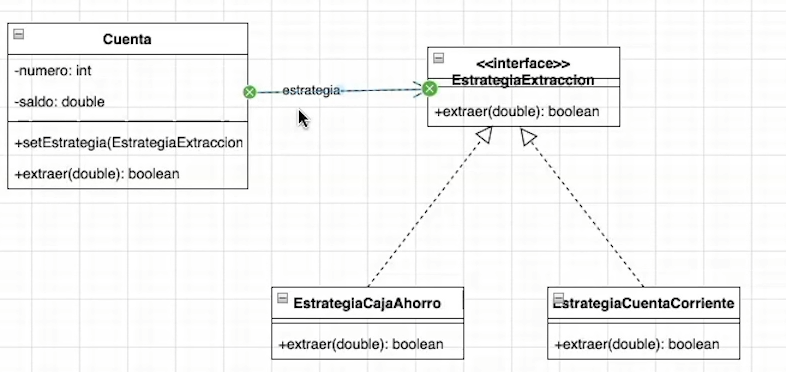 Cuenta
-numero: int
-saldo: double
+setEstrategia(EstrategiaExtraccion
+extraer(double): boolean
estrategia
<<interface>>
EstrategiaExtraccion
+extraer(double): boolean
EstrategiaCajaAhorro
+extraer(double): boolean
EstrategiaCuentaCorriente
+extraer(double): boolean